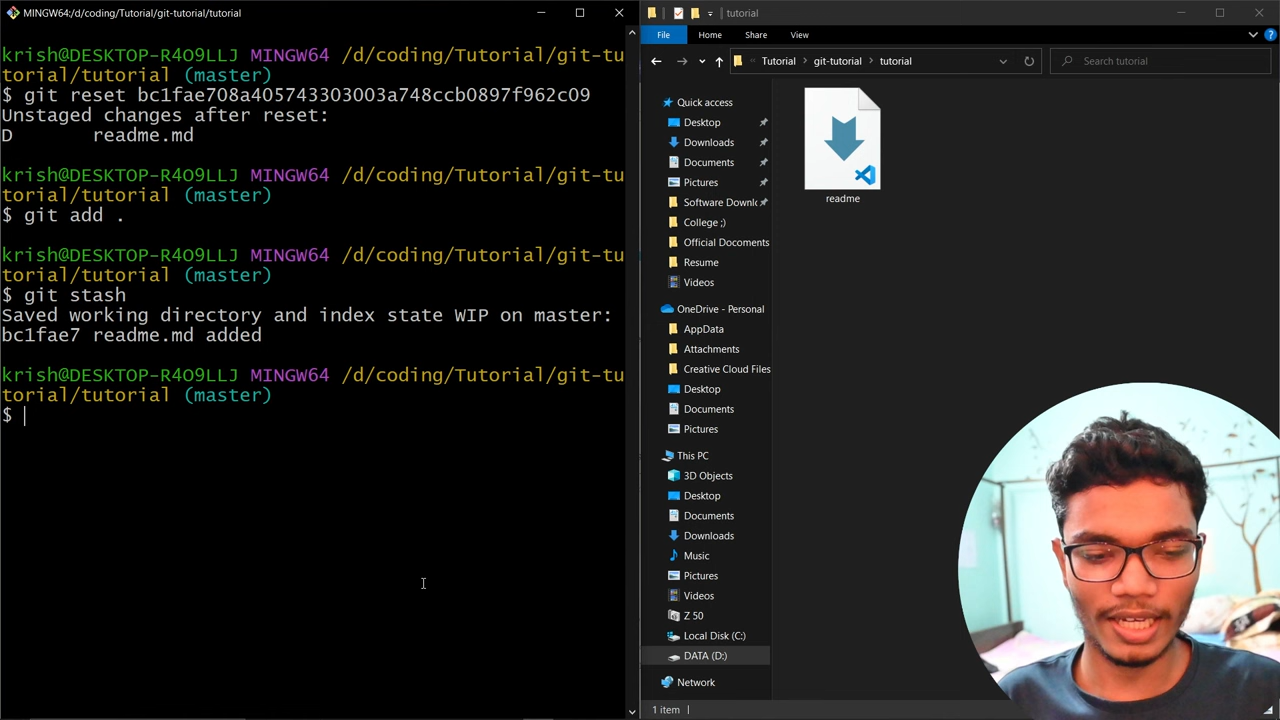 MINGW64:/d/coding/Tutorial/git-tutorial/tutorial
krish@DESKTOP-R4O9LLJ MINGW64 /d/coding/Tutorial/git-tu
torial/tutorial (master)
$ git reset bc1fae708a405743303003a748ccb0897f962c09
Unstaged changes after reset:
D readme.md
krish@DESKTOP-R4O9LLJ MINGW64 /d/coding/Tutorial/git-tu
torial/tutorial (master)
$ git add .
krish@DESKTOP-R4O9LLJ MINGW64 /d/coding/Tutorial/git-tu
torial/tutorial (master)
$ git stash
Saved working directory and index state WIP on master:
bc1fae7 readme.md added
krish@DESKTOP-R4O9LLJ MINGW64 /d/coding/Tutorial/git-tu
torial/tutorial (master)
$
tutorial
File Home Share View
Tutorial > git-tutorial > tutorial
Search tutorial
Quick access
Desktop
Downloads
Documents
Pictures
Software Downlo
College ;)
Official Docoments
Resume
Videos
OneDrive - Personal
AppData
Attachments
Creative Cloud Files
Desktop
Documents
Pictures
This PC
3D Objects
Desktop
Documents
Downloads
Music
Pictures
Videos
Z 50
Local Disk (C:)
DATA (D:)
Network
readme
1 item